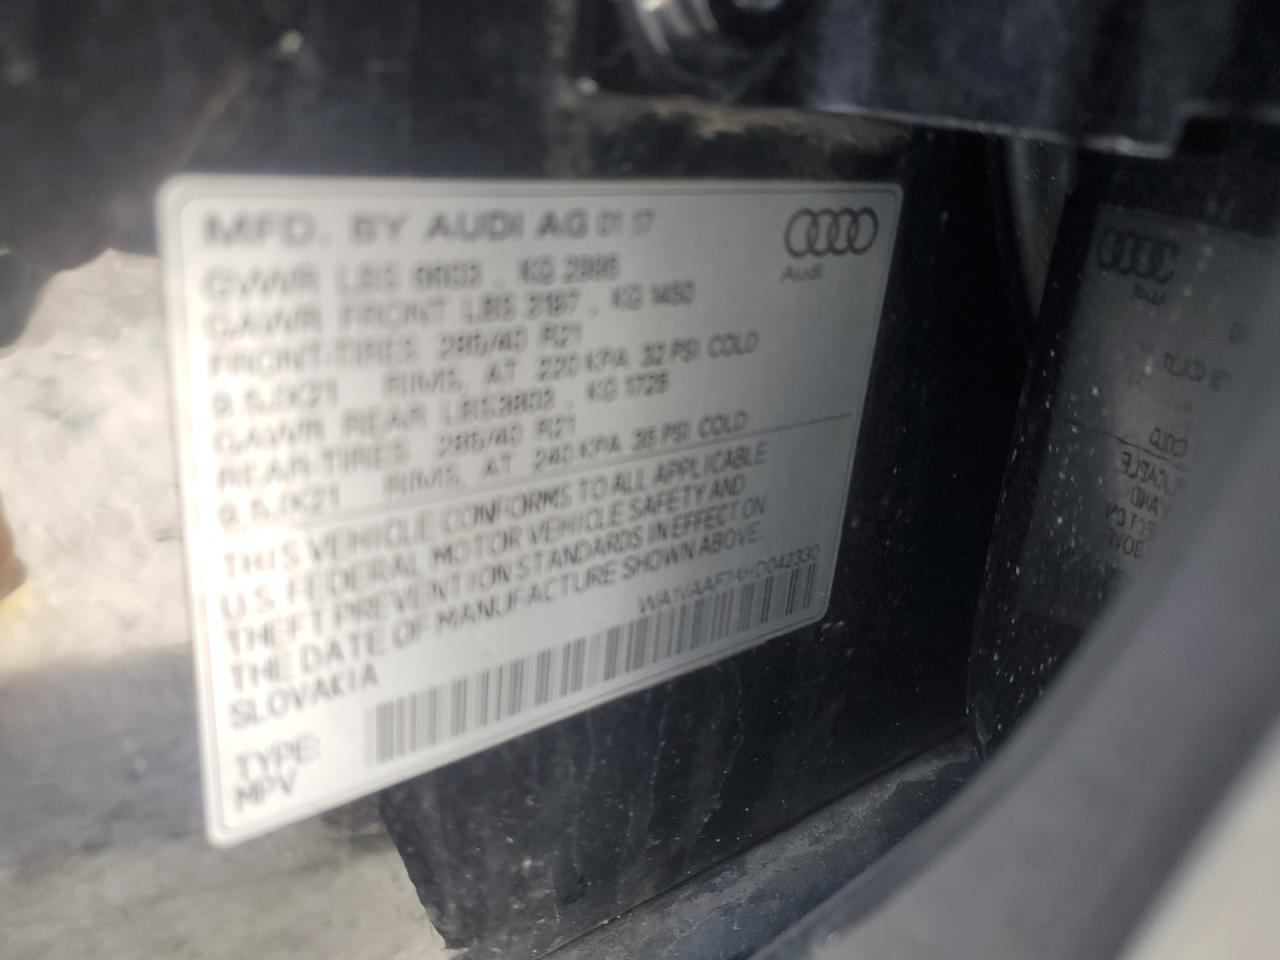 MFD. BY AUDI AG 01 17
Audi
GVWR LBS KG
GAWR FRONT LBS KG 1450
FRONT-TIRES 285/40 R21
9.5JX21 RIMS, AT 220 KPA 32 PSI COLD
GAWR REAR LBS KG 1725
REAR-TIRES 285/40 R21
9.5JX21 RIMS, AT 240 KPA 35 PSI COLD
THIS VEHICLE CONFORMS TO ALL APPLICABLE
U.S. FEDERAL MOTOR VEHICLE SAFETY AND
THEFT PREVENTION STANDARDS IN EFFECT ON
THE DATE OF MANUFACTURE SHOWN ABOVE.
SLOVAKIA
TYPE:
MPV